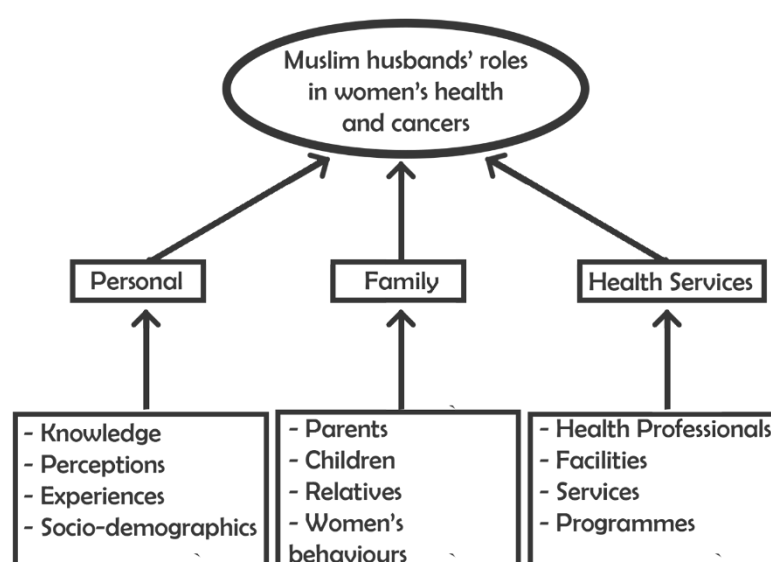 Muslim husbands' roles
in women's health
and cancers
Personal
Family
Health Services
- Knowledge
- Perceptions
- Experiences
- Socio-demographics
- Parents
- Children
- Relatives
- Women's
behaviours
- Health Professionals
- Facilities
- Services
- Programmes